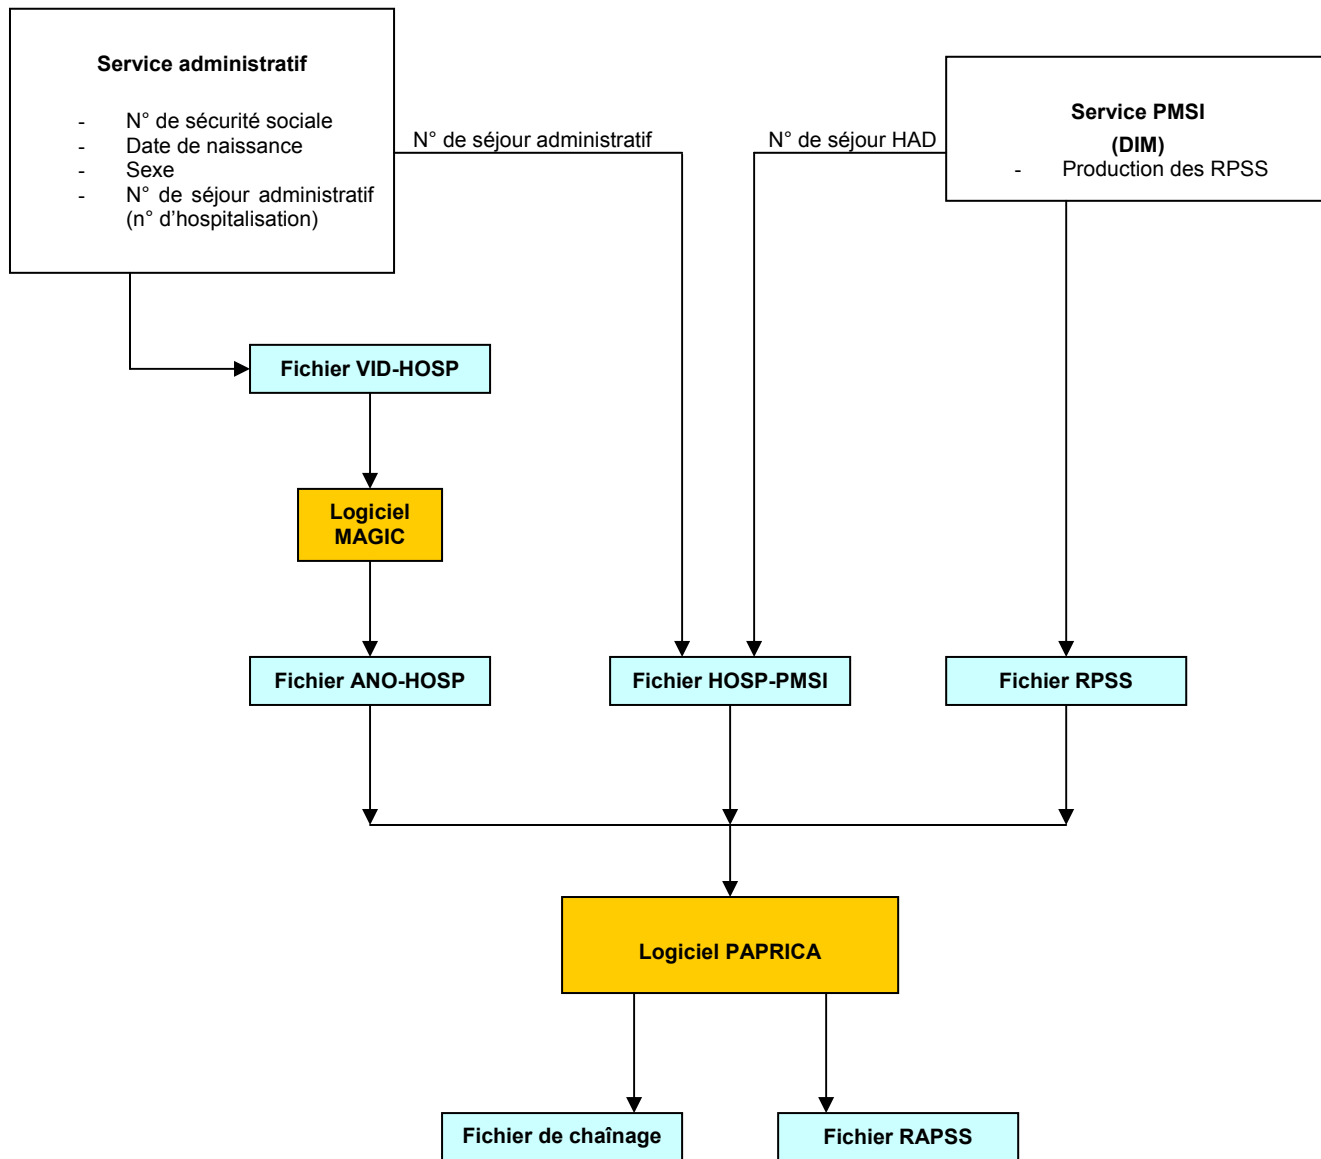 Service administratif
- N° de sécurité sociale
- Date de naissance
- Sexe
- N° de séjour administratif
(n° d'hospitalisation)
N° de séjour administratif
N° de séjour HAD
Service PMSI
(DIM)
- Production des RPSS
Fichier VID-HOSP
Logiciel
MAGIC
Fichier ANO-HOSP
Fichier HOSP-PMSI
Fichier RPSS
Logiciel PAPRICA
Fichier de chaînage
Fichier RAPSS